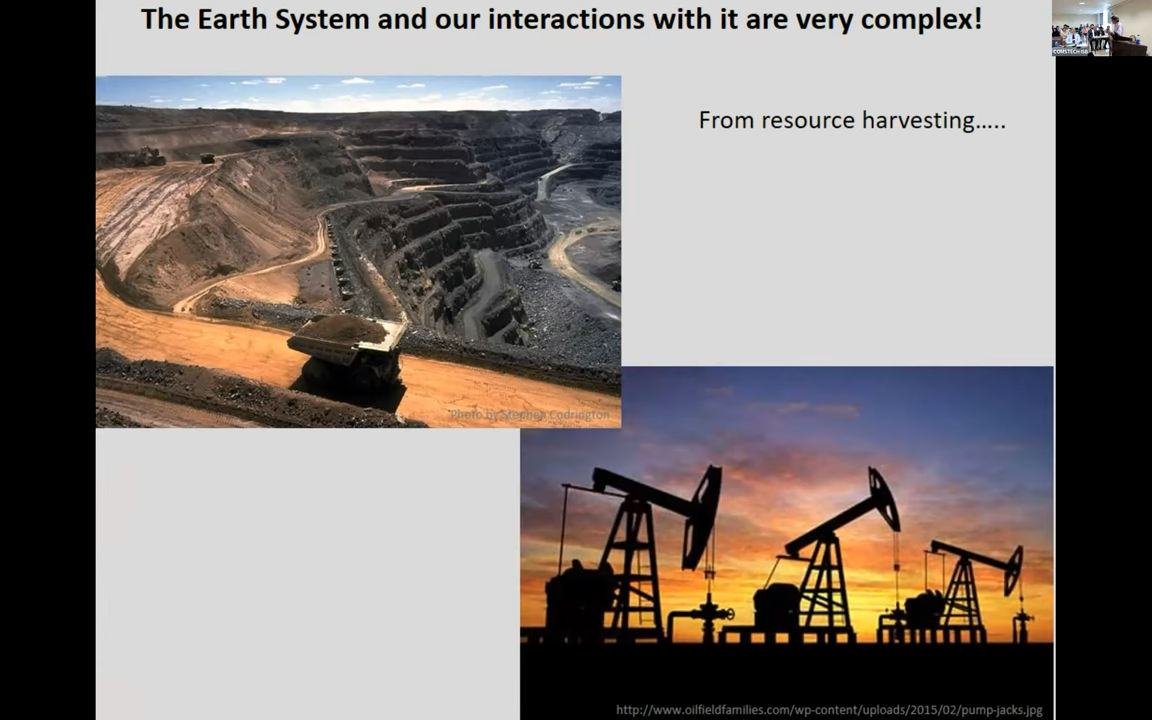 The Earth System and our interactions with it are very complex!
From resource harvesting…..
Photo by Stephen Codrington
http://www.oilfieldfamilies.com/wp-content/uploads/2015/02/pump-jacks.jpg